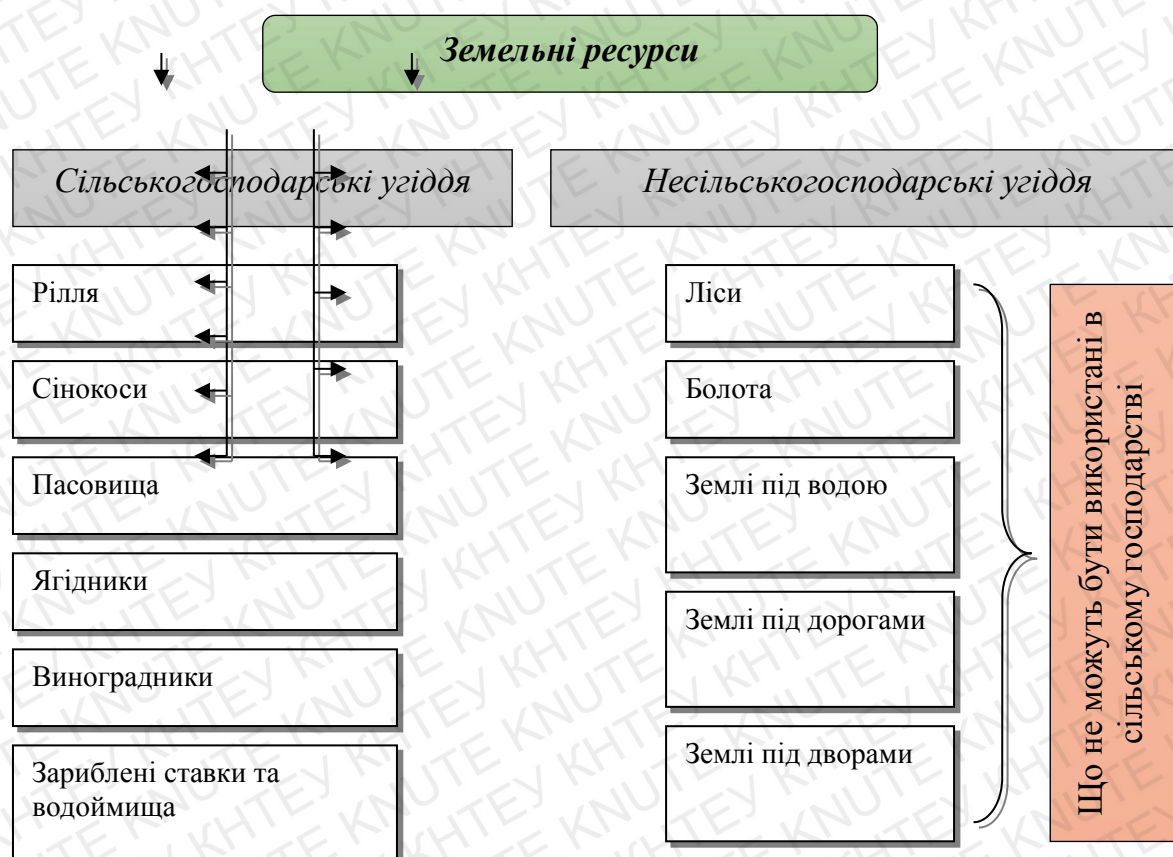 Земельні ресурси
Сільськогосподарські угіддя
Несільськогосподарські угіддя
Рілля
Сінокоси
Пасовища
Ягідники
Виноградники
Зариблені ставки та
водоймища
Ліси
Болота
Землі під водою
Землі під дорогами
Землі під дворами
Що не можуть бути використані в
сільському господарстві